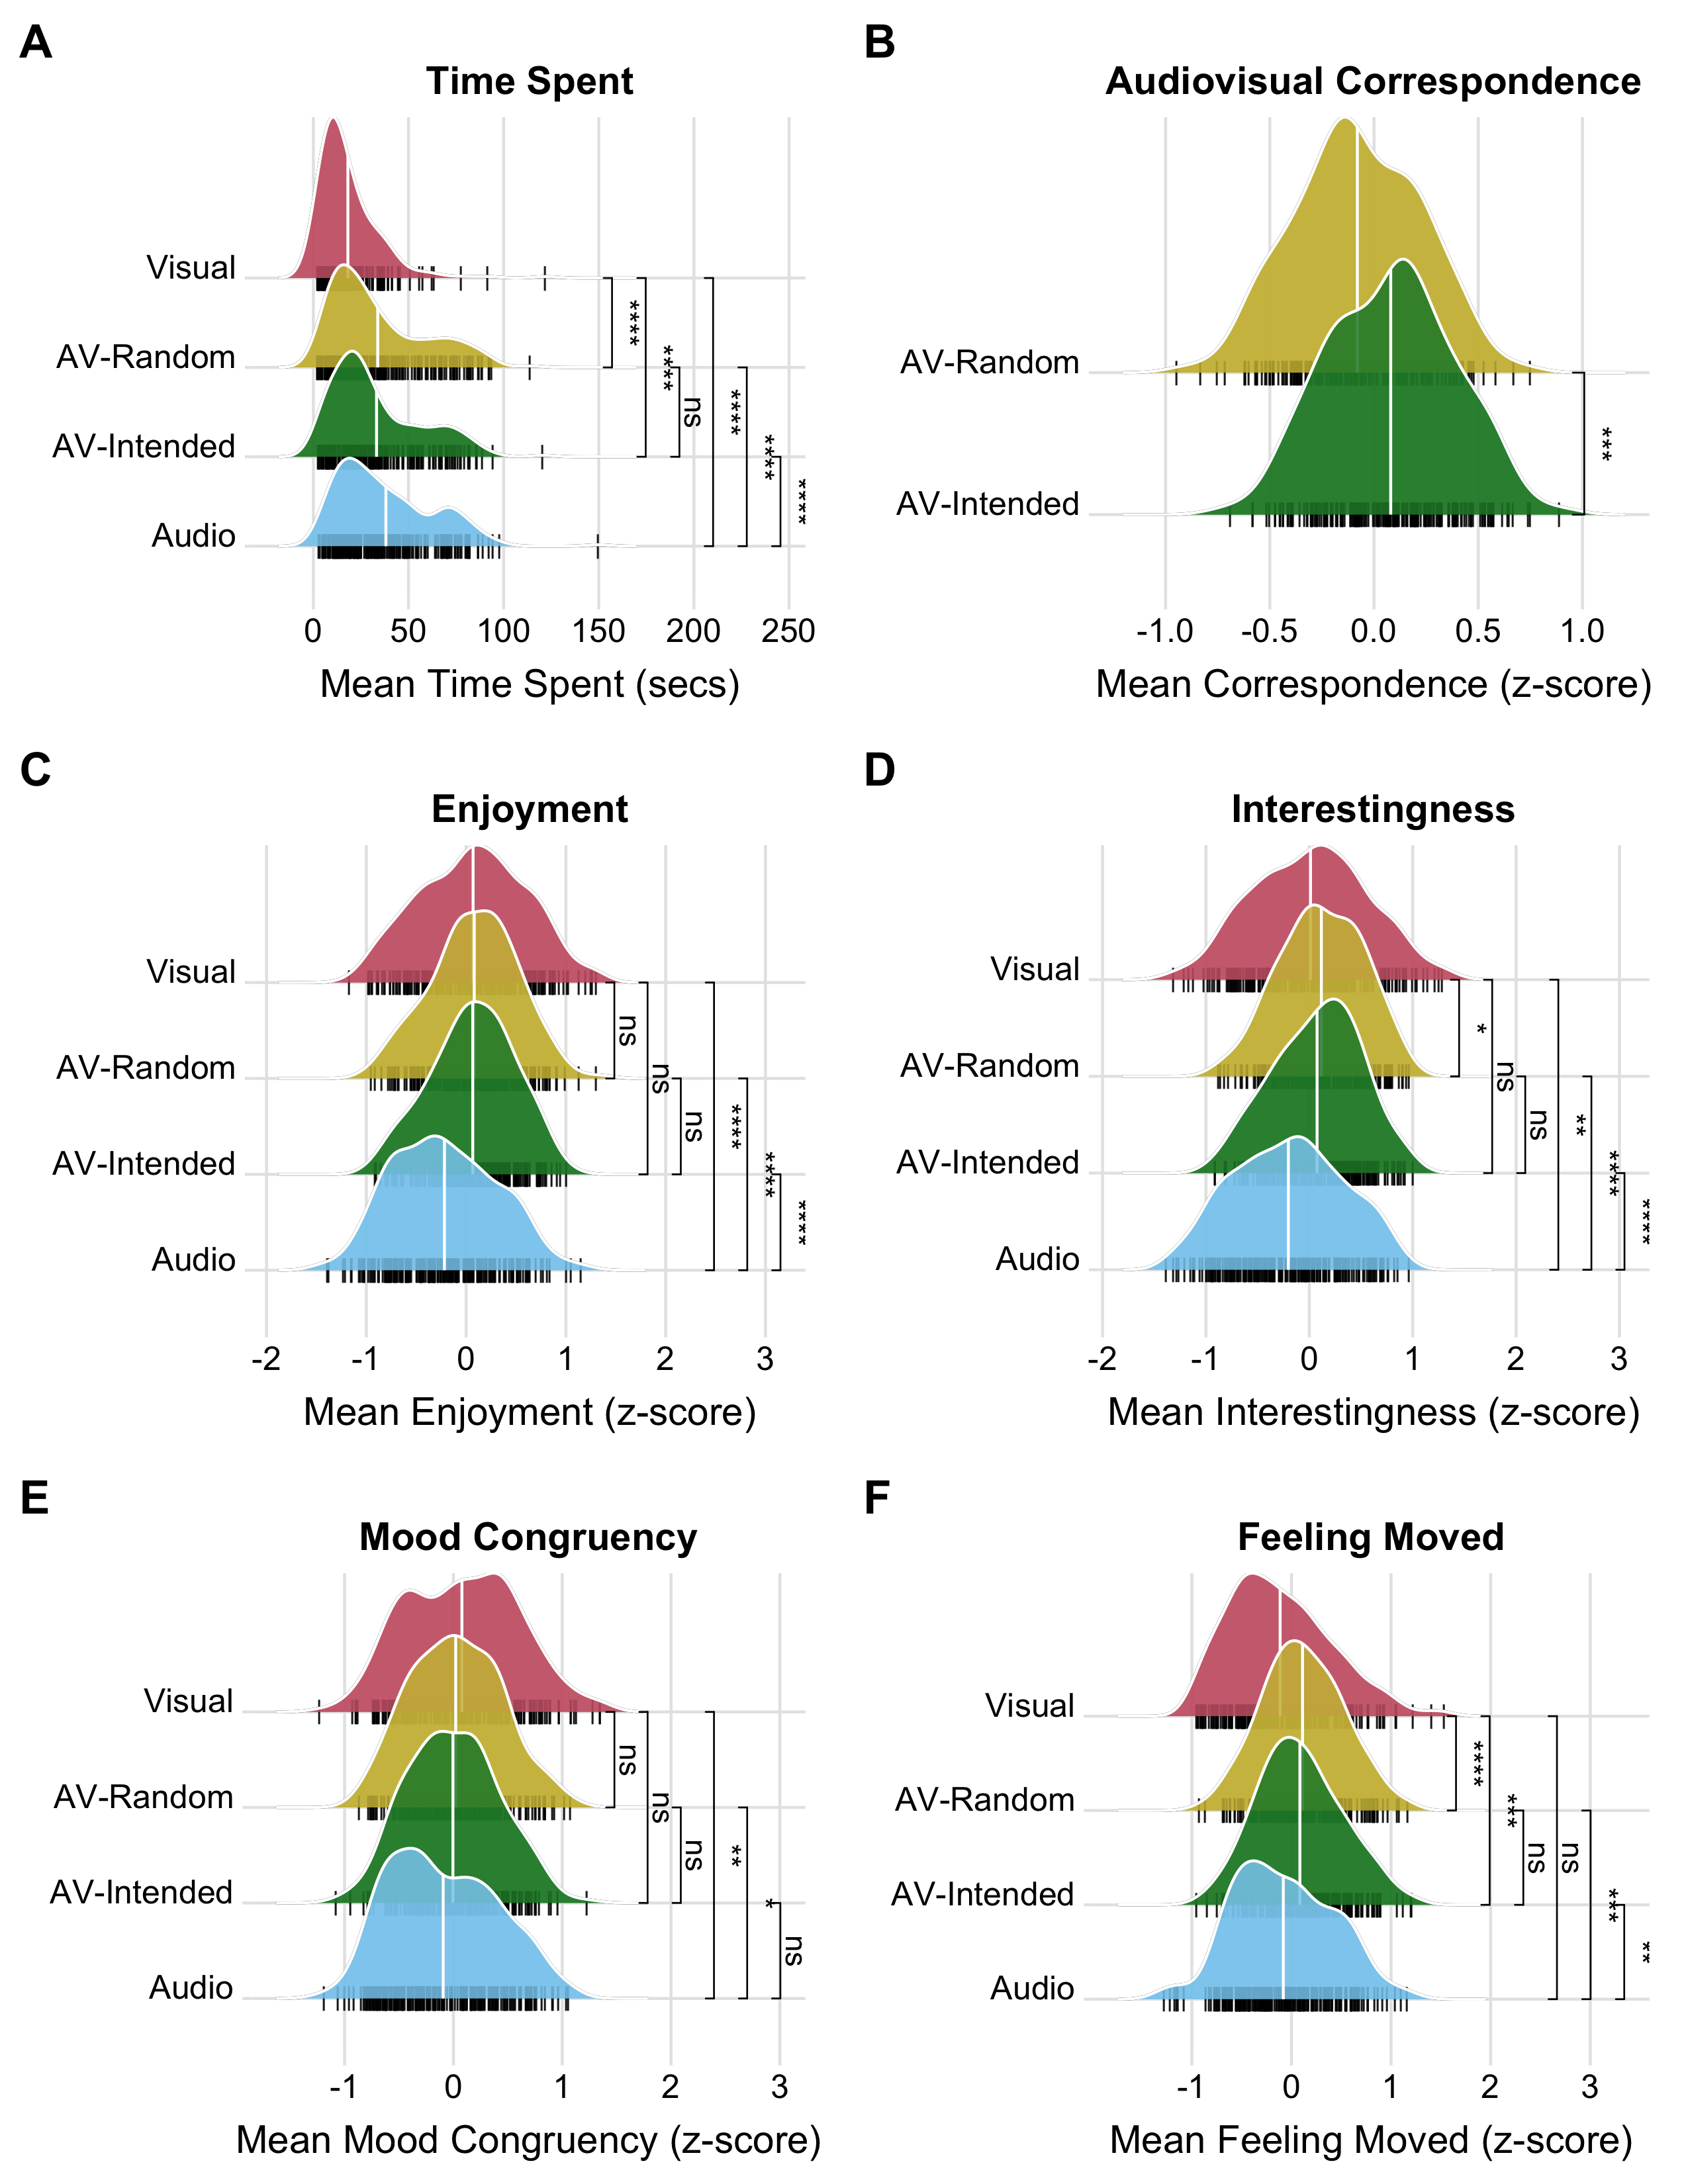 A
Time Spent
Visual
AV-Random
AV-Intended
Audio
****
****
ns
****
****
****
0 50 100 150 200 250
Mean Time Spent (secs)
B
Audiovisual Correspondence
AV-Random
AV-Intended
***
-1.0 -0.5 0.0 0.5 1.0
Mean Correspondence (z-score)
C
Enjoyment
Visual
AV-Random
AV-Intended
Audio
ns
ns
ns
****
****
****
-2 -1 0 1 2 3
Mean Enjoyment (z-score)
D
Interestingness
Visual
AV-Random
AV-Intended
Audio
*
ns
ns
**
****
****
-2 -1 0 1 2 3
Mean Interestingness (z-score)
E
Mood Congruency
Visual
AV-Random
AV-Intended
Audio
ns
ns
ns
**
*
ns
-1 0 1 2 3
Mean Mood Congruency (z-score)
F
Feeling Moved
Visual
AV-Random
AV-Intended
Audio
****
***
ns
ns
***
**
-1 0 1 2 3
Mean Feeling Moved (z-score)